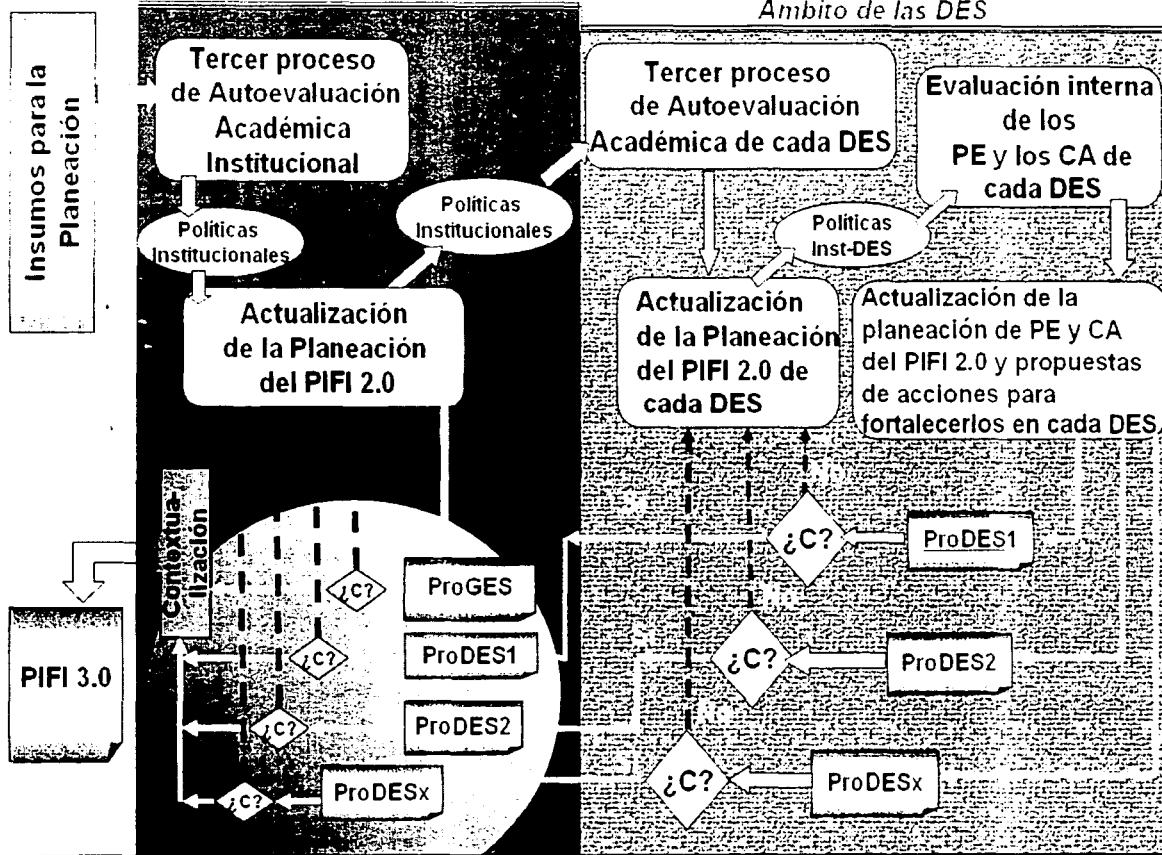 Ambito de las DES
Insumos para la
Planeación
Tercer proceso
de Autoevaluación
Académica
Institucional
Políticas
Institucionales
Actualización
de la Planeación
del PIFI 2.0
Políticas
Institucionales
Tercer proceso
de Autoevaluación
Académica de cada DES
Evaluación interna
de los
PE y los CA de
cada DES
Políticas
Inst-DES
Actualización
de la Planeación
del PIFI 2.0 de
cada DES
Actualización de la
planeación de PE y CA
del PIFI 2.0 y propuestas
de acciones para
fortalecerlos en cada DES
Contextua-
lización
¿C?
ProGES
¿C?
ProDES1
¿C?
ProDES2
¿C?
ProDESx
¿C?
ProDES1
No
¿C?
ProDES2
¿C?
ProDESx
PIFI 3.0